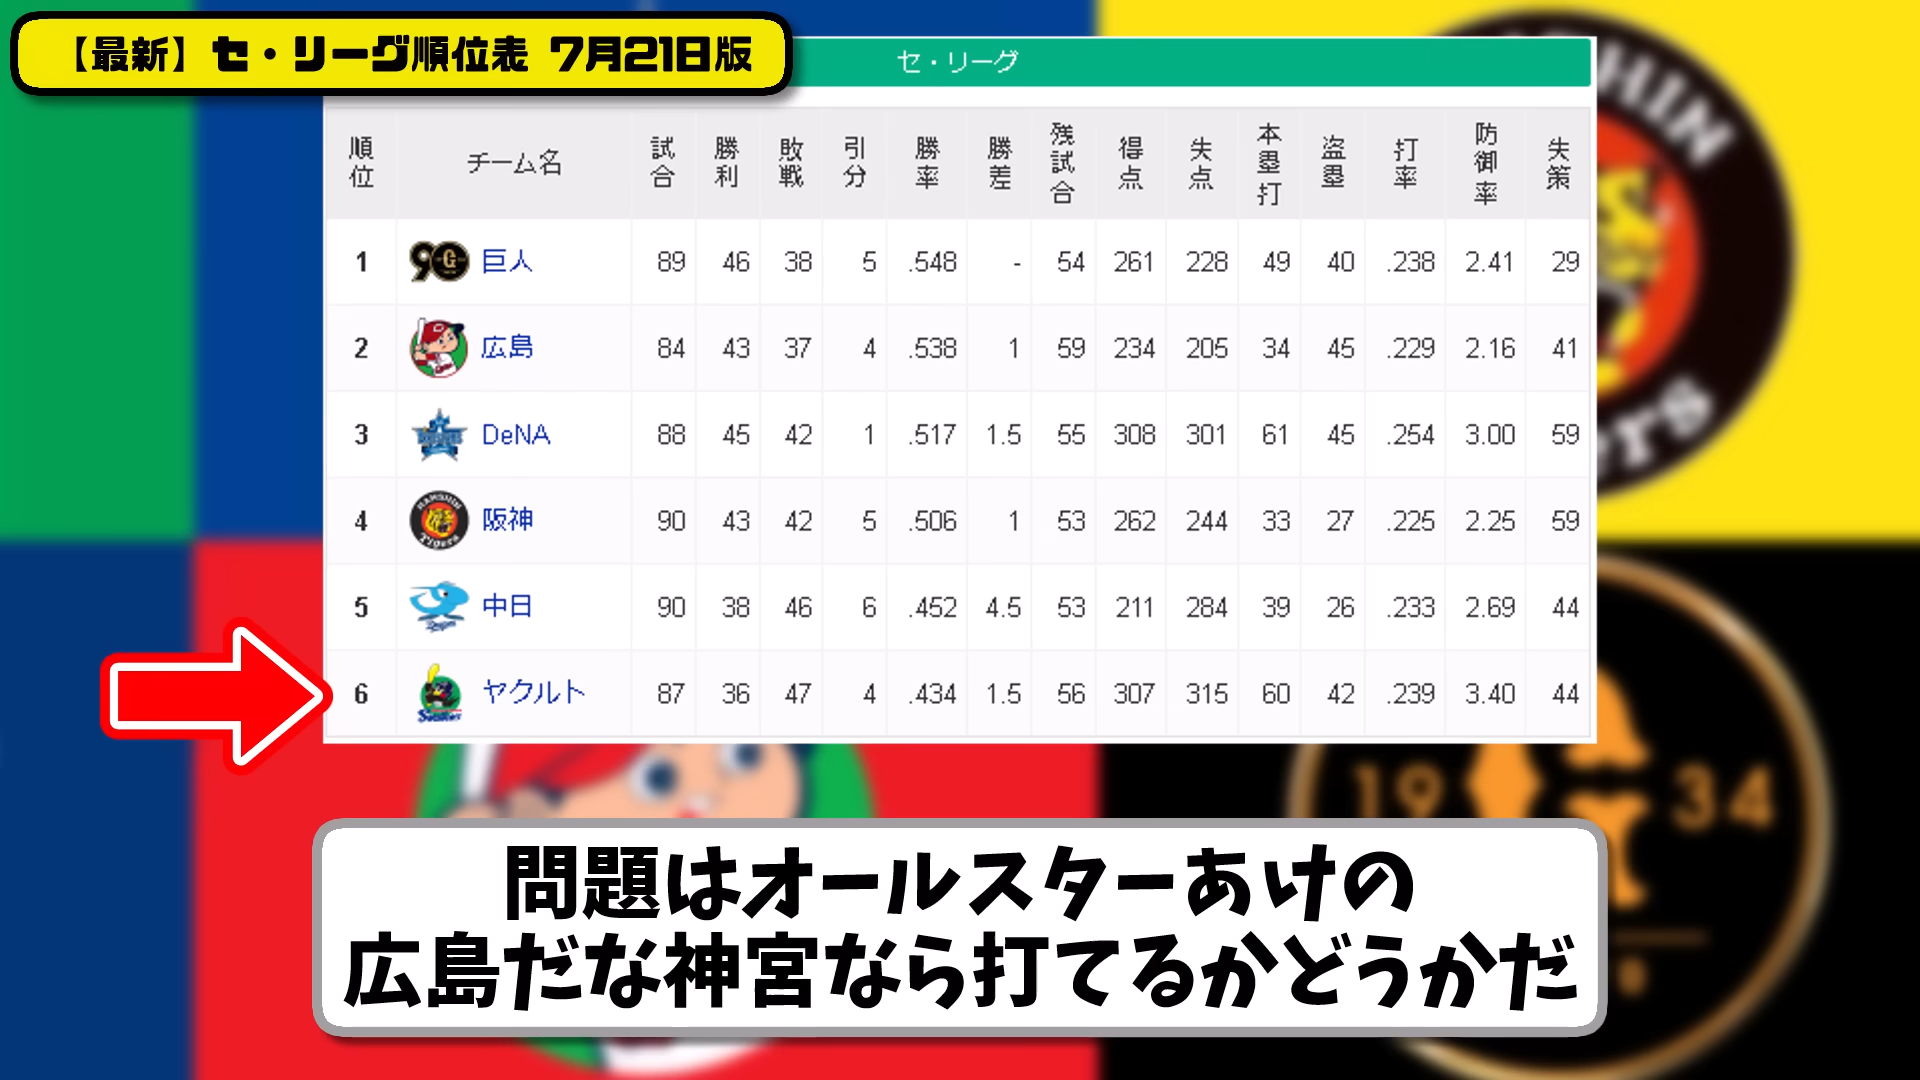 【最新】セ・リーグ順位表 7月21日版
セ・リーグ
順位 チーム名 試合 勝利 敗戦 引分 勝率 勝差 残試合 得点 失点 本塁打 盗塁 打率 防御率 失策
1 巨人 89 46 38 5 .548 - 54 261 228 49 40 .238 2.41 29
2 広島 84 43 37 4 .538 1 59 234 205 34 45 .229 2.16 41
3 DeNA 88 45 42 1 .517 1.5 55 308 301 61 45 .254 3.00 59
4 阪神 90 43 42 5 .506 1 53 262 244 33 27 .225 2.25 59
5 中日 90 38 46 6 .452 4.5 53 211 284 39 26 .233 2.69 44
6 ヤクルト 87 36 47 4 .434 1.5 56 307 315 60 42 .239 3.40 44
19 34
問題はオールスターあけの
広島だな神宮なら打てるかどうかだ